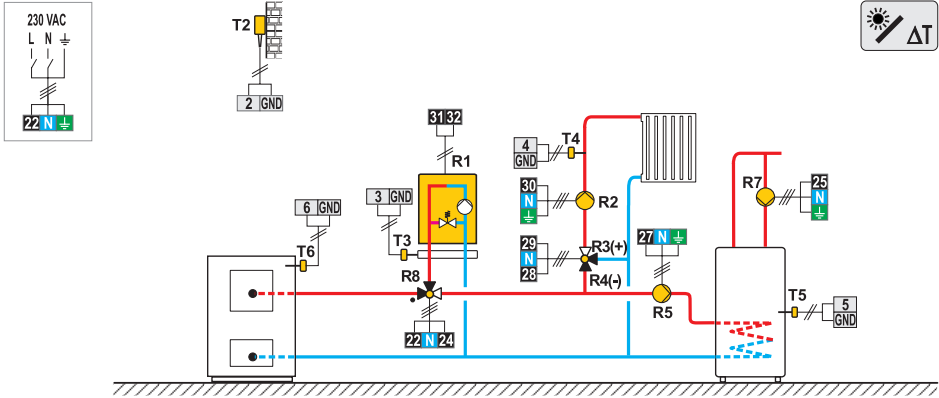 230 VAC
L N
22 N
T2
2 GND
ΔT
31 32
R1
3 GND
T3
6 GND
T6
R8
22 N 24
4
GND
T4
30
N
R2
29
N
28
R3(+)
R4(-)
27 N
R5
R7
25
N
T5
5
GND